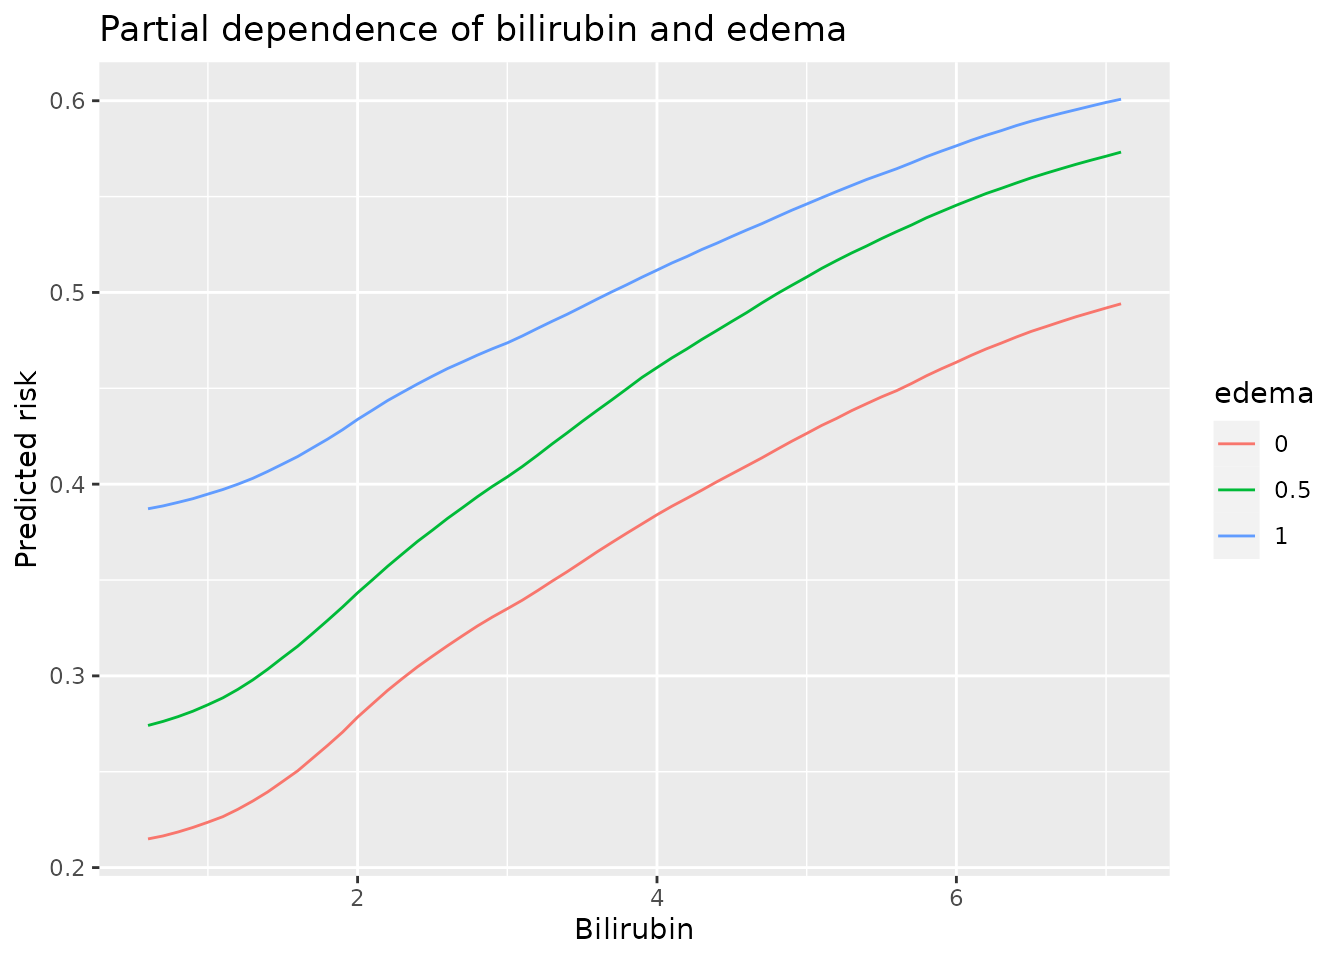 Partial dependence of bilirubin and edema
0.6
0.5
0.4
0.3
0.2
Predicted risk
2 4 6
Bilirubin
edema
0
0.5
1